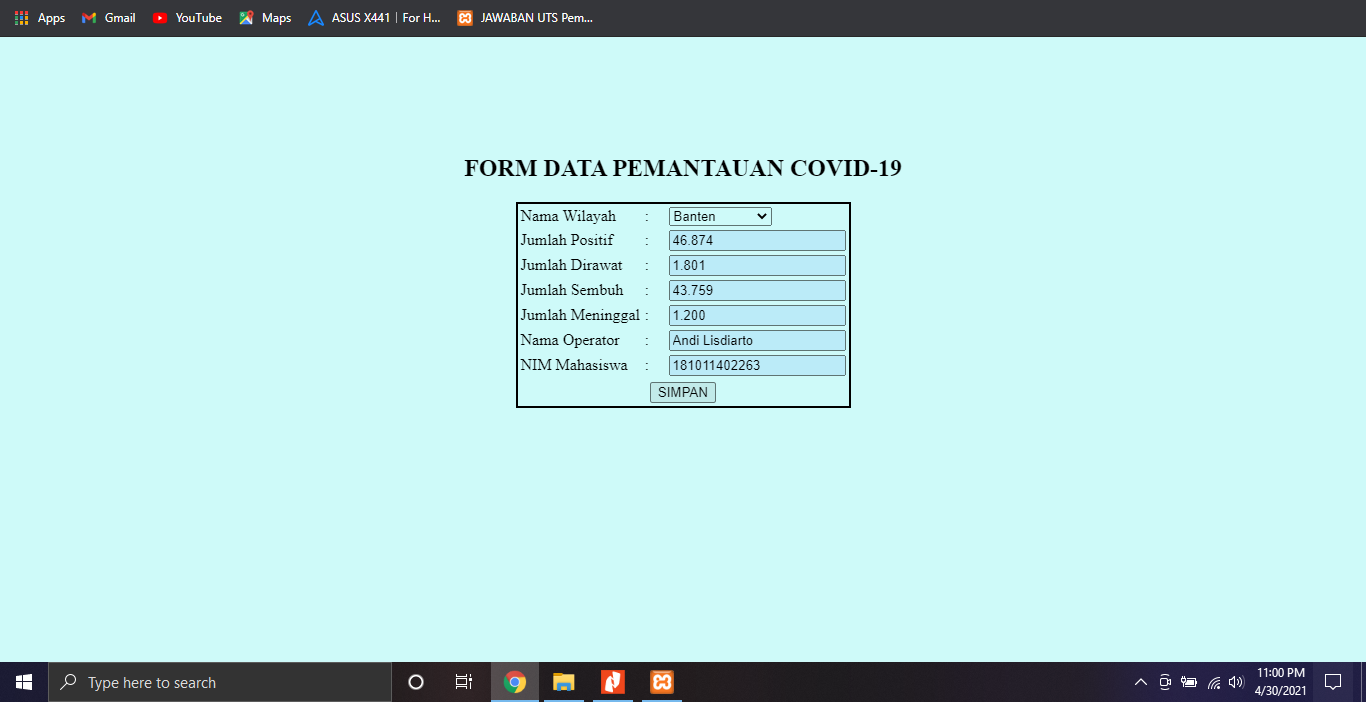 Apps Gmail YouTube Maps ASUS X441 | For H... JAWABAN UTS Pem...
FORM DATA PEMANTAUAN COVID-19
Nama Wilayah : Banten
Jumlah Positif : 46.874
Jumlah Dirawat : 1.801
Jumlah Sembuh : 43.759
Jumlah Meninggal : 1.200
Nama Operator : Andi Lisdiarto
NIM Mahasiswa : 181011402263
SIMPAN
Type here to search
11:00 PM
4/30/2021